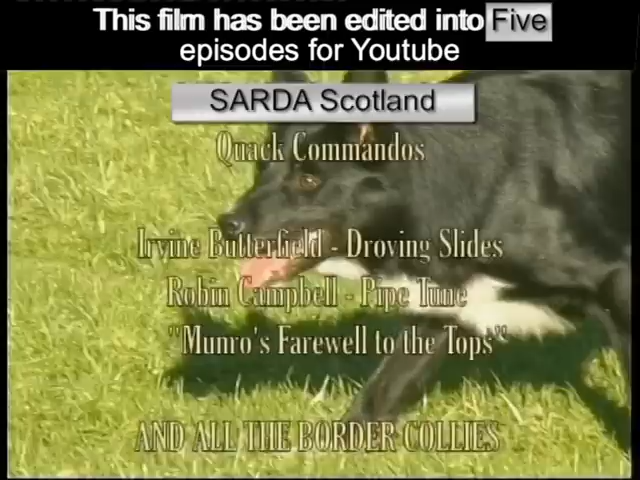 This film has been edited into Five
episodes for Youtube
SARDA Scotland
Quack Commandos
Irvine Butterfield - Droving Slides
Robin Campbell - Pipe Tune
"Munro's Farewell to the Tops"
AND ALL THE BORDER COLLIES